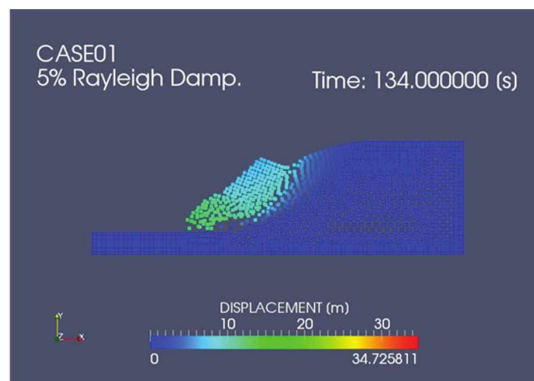 CASE01
5% Rayleigh Damp.
Time: 134.000000 (s)
Y
Z X
DISPLACEMENT (m)
10 20 30
0 34.725811